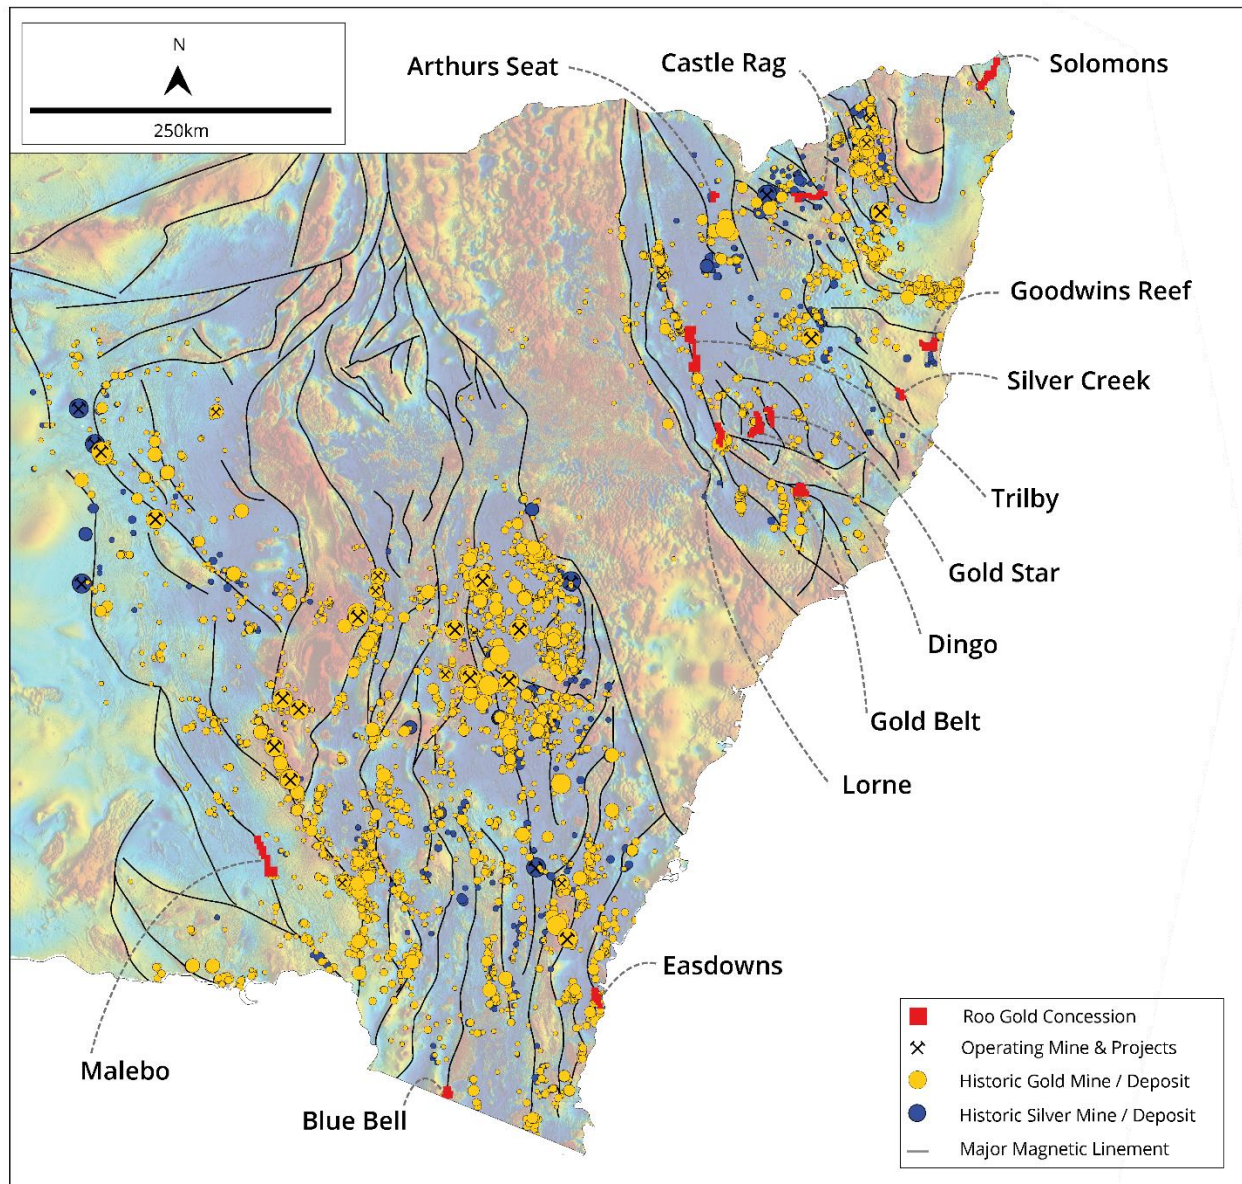 N
250km
Arthurs Seat
Castle Rag
Solomons
Goodwins Reef
Silver Creek
Trilby
Gold Star
Dingo
Gold Belt
Lorne
Easdowns
Malebo
Blue Bell
Roo Gold Concession
Operating Mine & Projects
Historic Gold Mine / Deposit
Historic Silver Mine / Deposit
Major Magnetic Linement